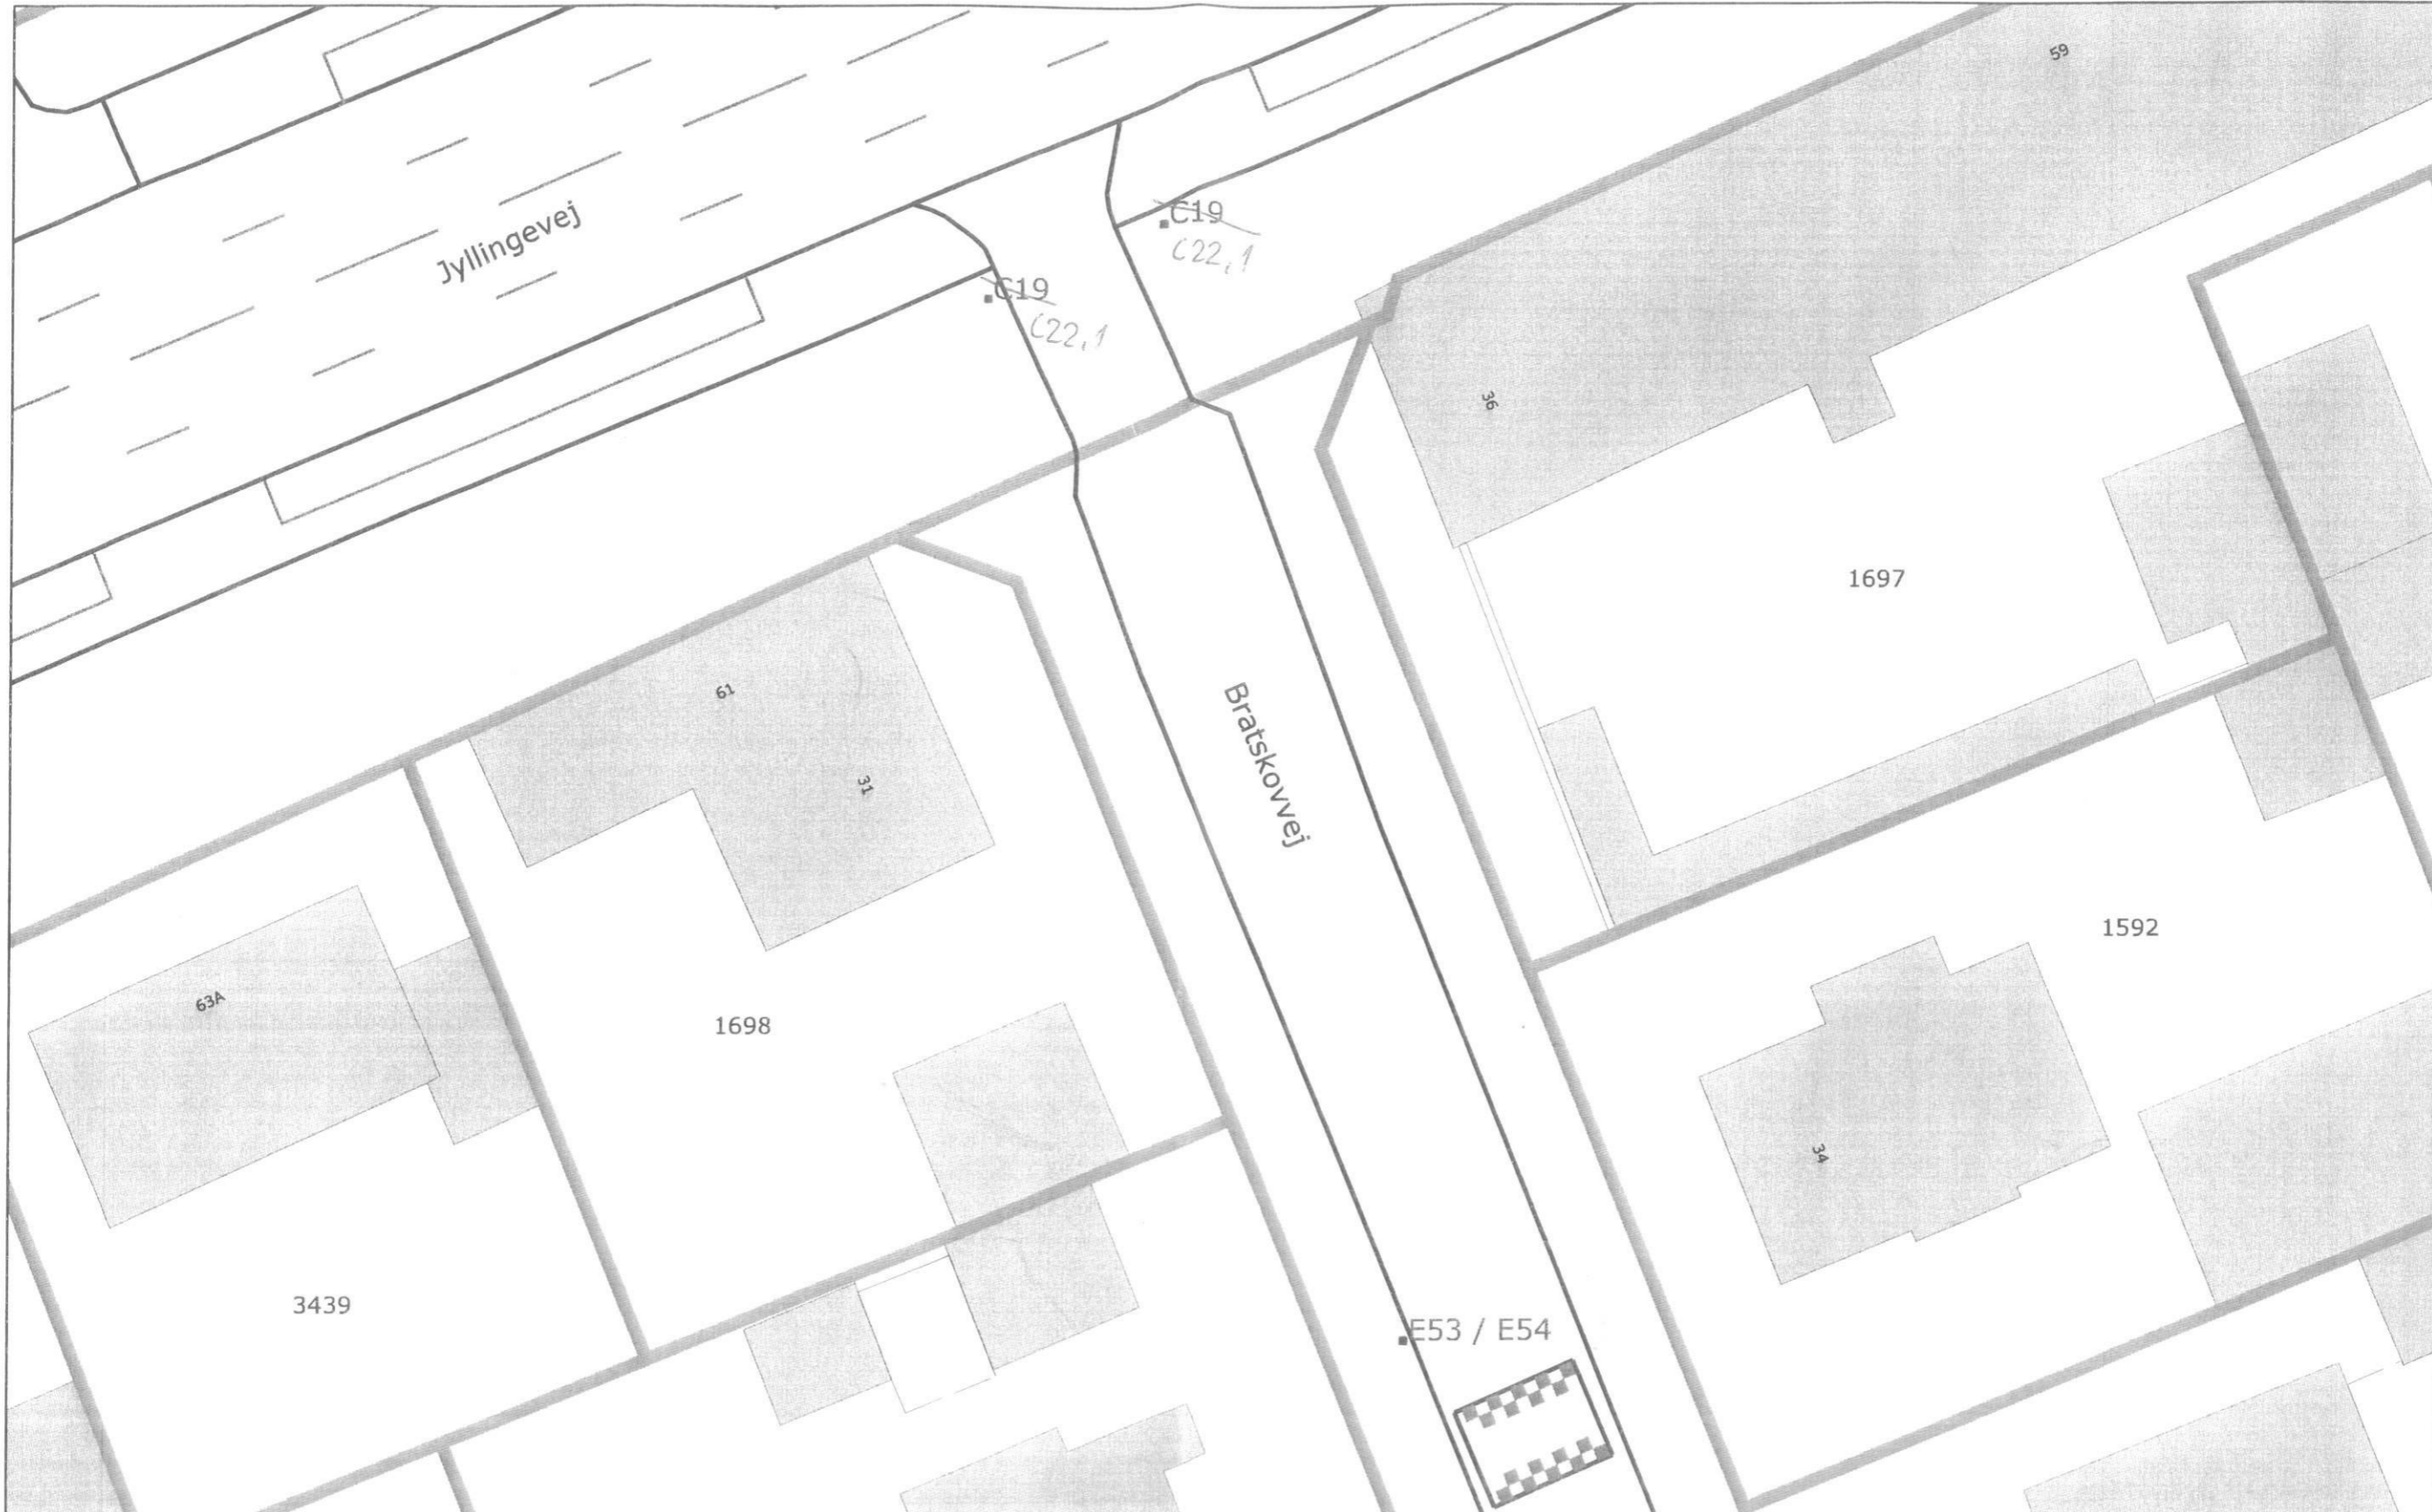 59
C19
C22,1
Jyllingevej
C19
C22,1
36
1697
61
Bratskovvej
31
1592
63A
1698
34
3439
E53 / E54